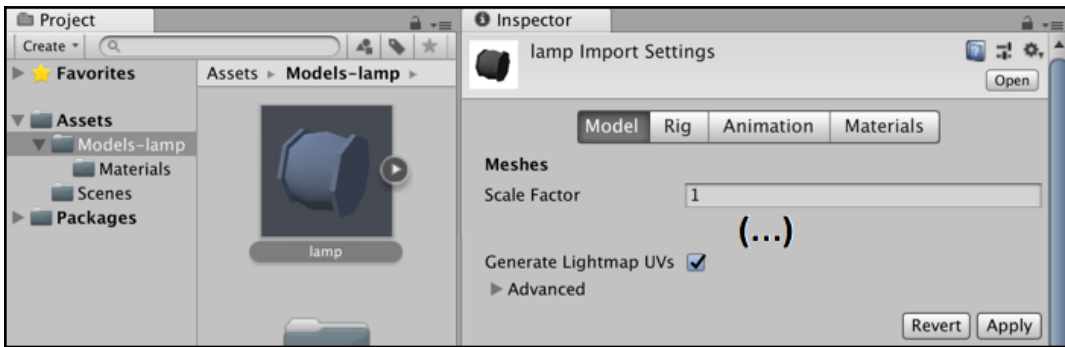 Project
Create
Favorites
Assets
Models-lamp
Materials
Scenes
Packages
Assets Models-lamp
lamp
Inspector
lamp Import Settings
Open
Model Rig Animation Materials
Meshes
Scale Factor 1
(...)
Generate Lightmap UVs
Advanced
Revert Apply